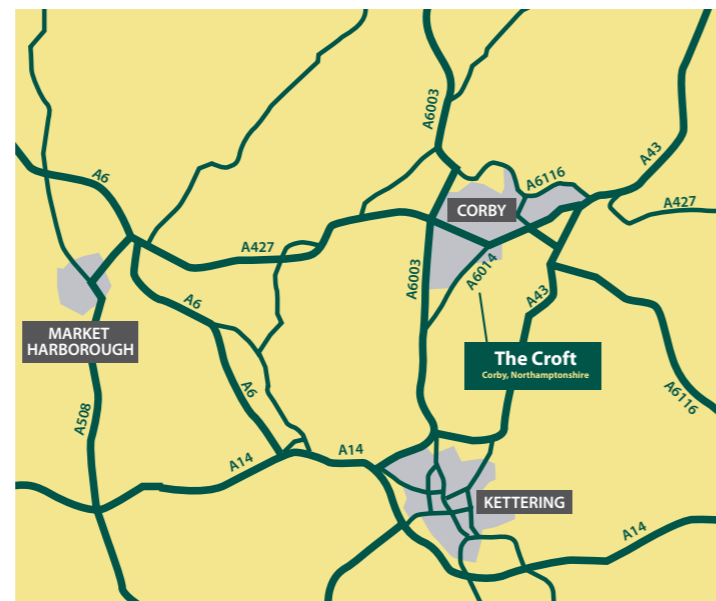 A6003
A43
A6116
A6
CORBY
A427
A427
A6003
A6014
A43
A6
MARKET
HARBOROUGH
The Croft
Corby, Northamptonshire
A6
A6116
A508
A14
A14
KETTERING
A14